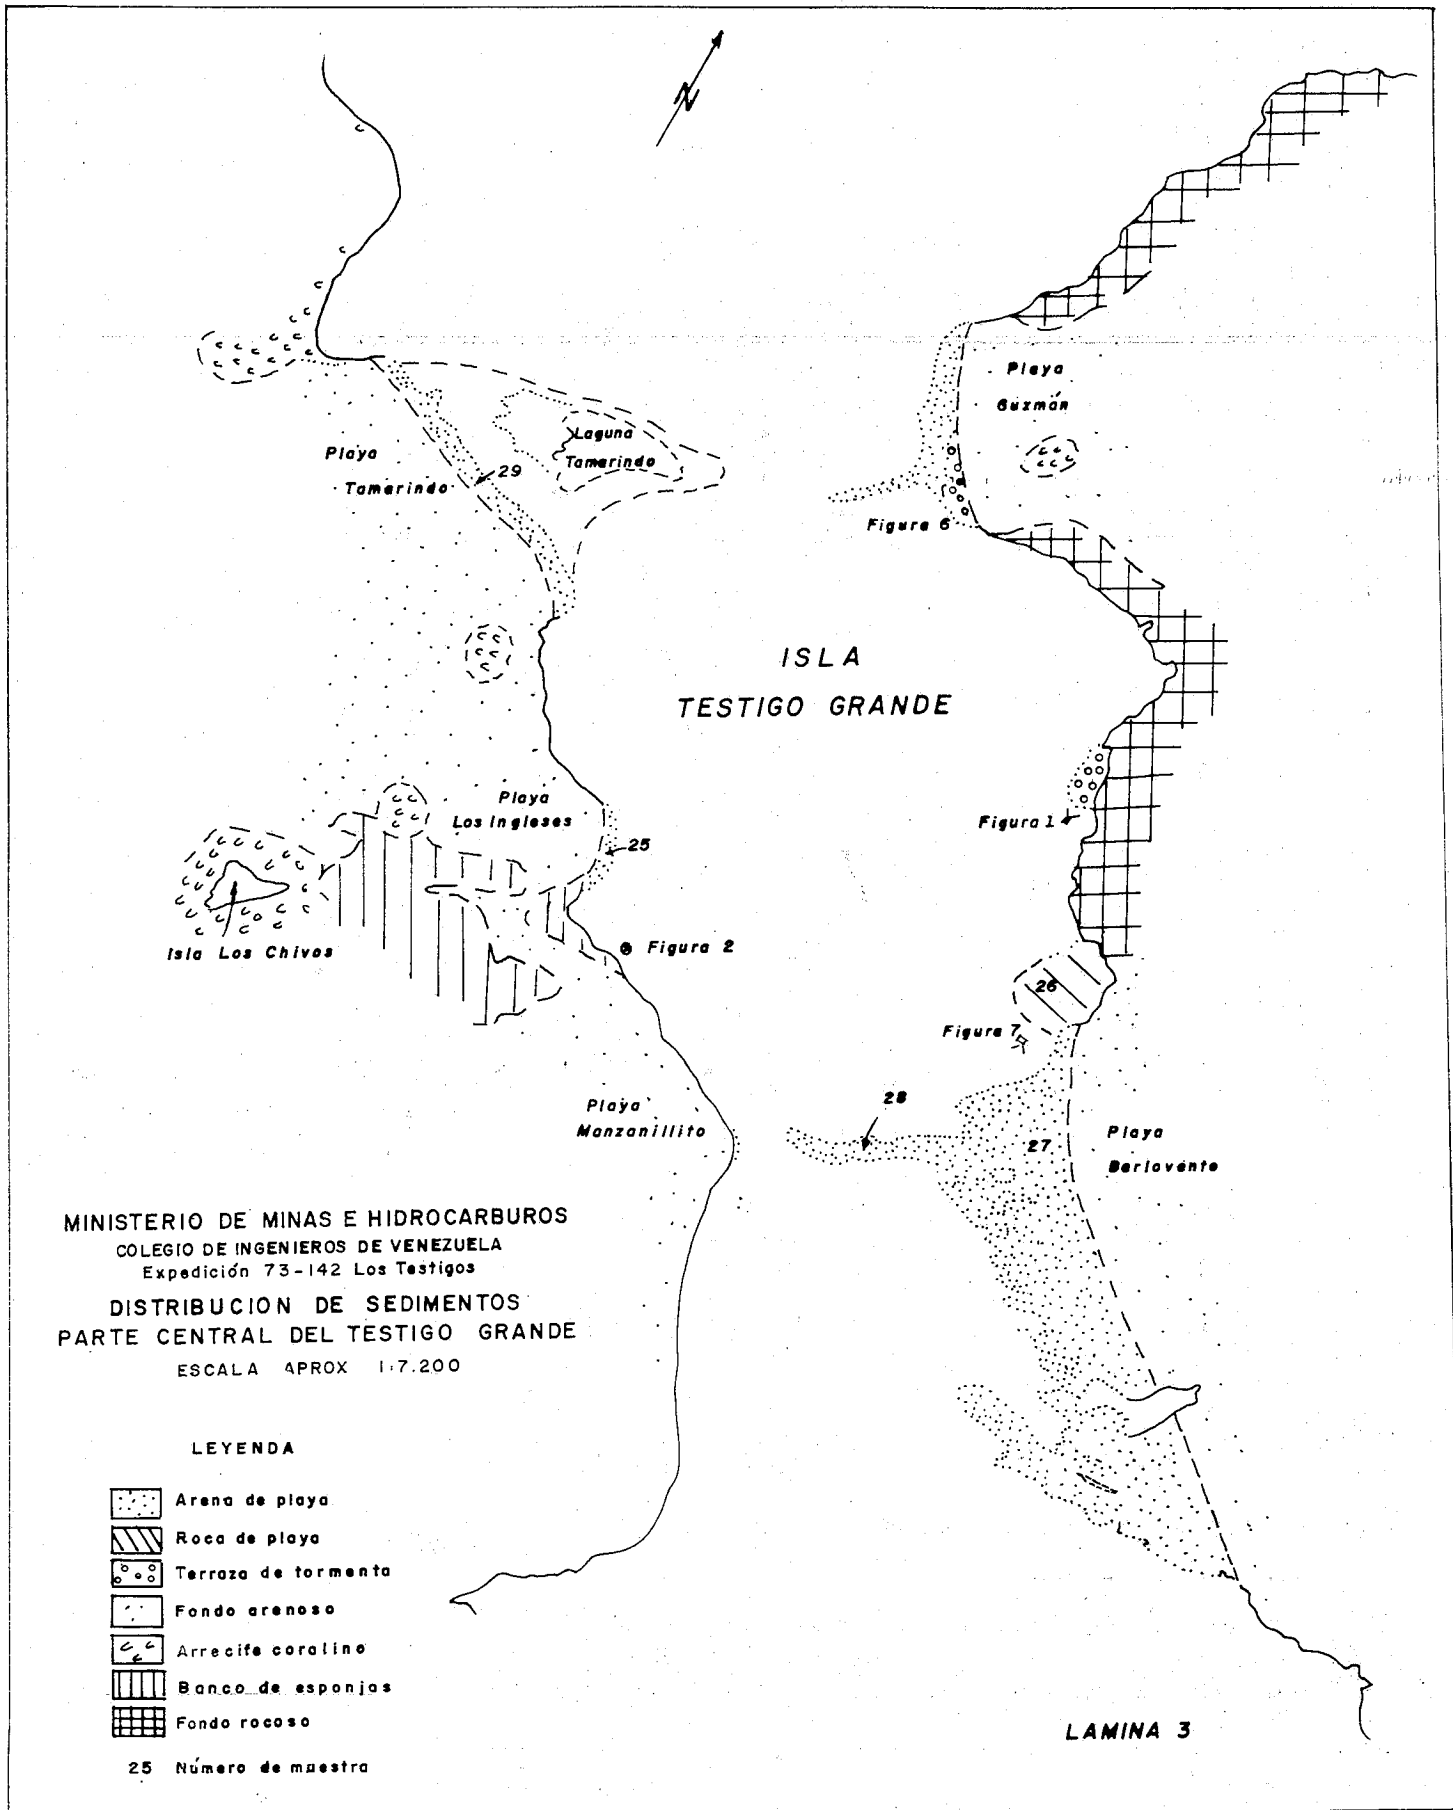 N
Playa
Guzmán
Laguna
Tamarindo
Playa
Tamarindo
29
Figura 6
ISLA
TESTIGO GRANDE
Playa
Los Ingleses
25
Figura 1
Isla Los Chivos
Figura 2
26
Figura 7
28
Playa
Manzanillito
27
Playa
Barlovento
MINISTERIO DE MINAS E HIDROCARBUROS
COLEGIO DE INGENIEROS DE VENEZUELA
Expedición 73-142 Los Testigos
DISTRIBUCION DE SEDIMENTOS
PARTE CENTRAL DEL TESTIGO GRANDE
ESCALA APROX 1:7.200
LEYENDA
Arena de playa
Roca de playa
Terraza de tormenta
Fondo arenoso
Arrecife coralino
Banco de esponjas
Fondo rocoso
25 Número de muestra
LAMINA 3